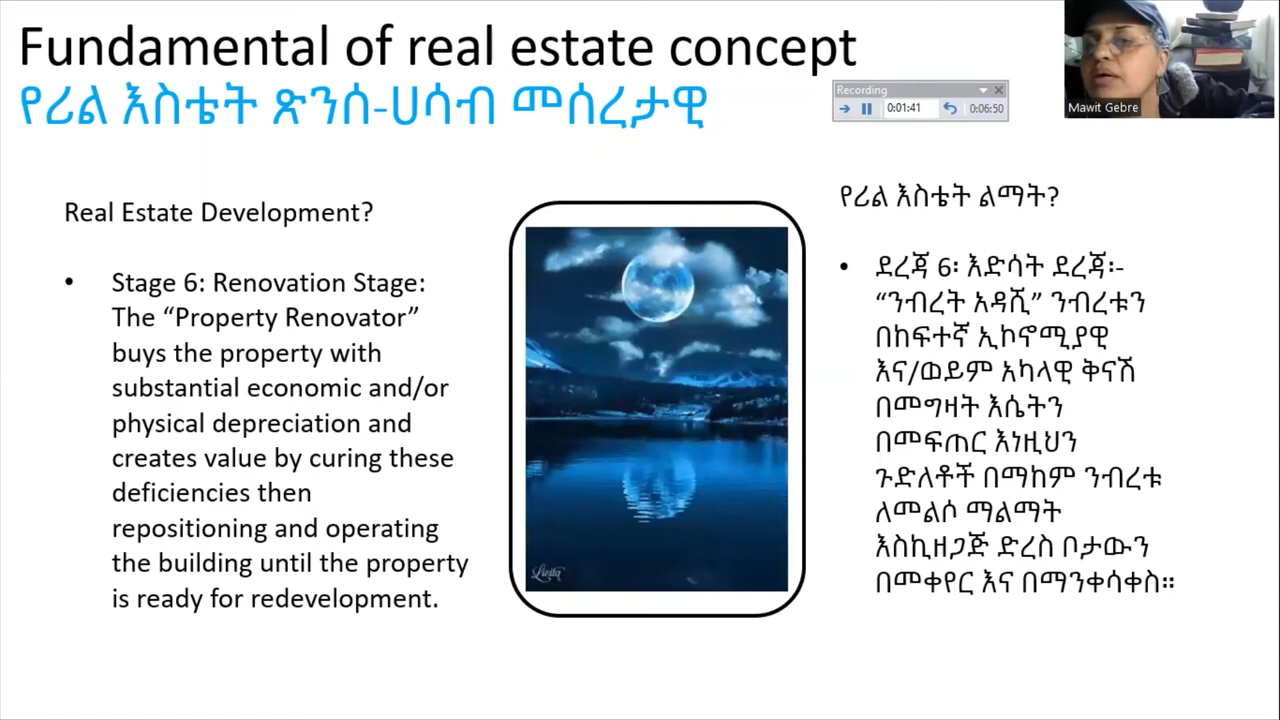 Fundamental of real estate concept
የሪል እስቴት ጽንሰ-ሀሳብ መሰረታዊ
Recording
0:01:41
0:06:50
Mawit Gebre
Real Estate Development?
• Stage 6: Renovation Stage:
The “Property Renovator”
buys the property with
substantial economic and/or
physical depreciation and
creates value by curing these
deficiencies then
repositioning and operating
the building until the property
is ready for redevelopment.
የሪል እስቴት ልማት?
• ደረጃ 6፡ እድሳት ደረጃ፡-
“ንብረት አዳሺ” ንብረቱን
በከፍተኛ ኢኮኖሚያዊ
እና/ወይም አካላዊ ቅናሽ
በመግዛት እሴትን
በመፍጠር እነዚህን
ጉድለቶች በማከም ንብረቱ
ለመልሶ ማልማት
እስኪዘጋጅ ድረስ ቦታውን
በመቀየር እና በማንቀሳቀስ።